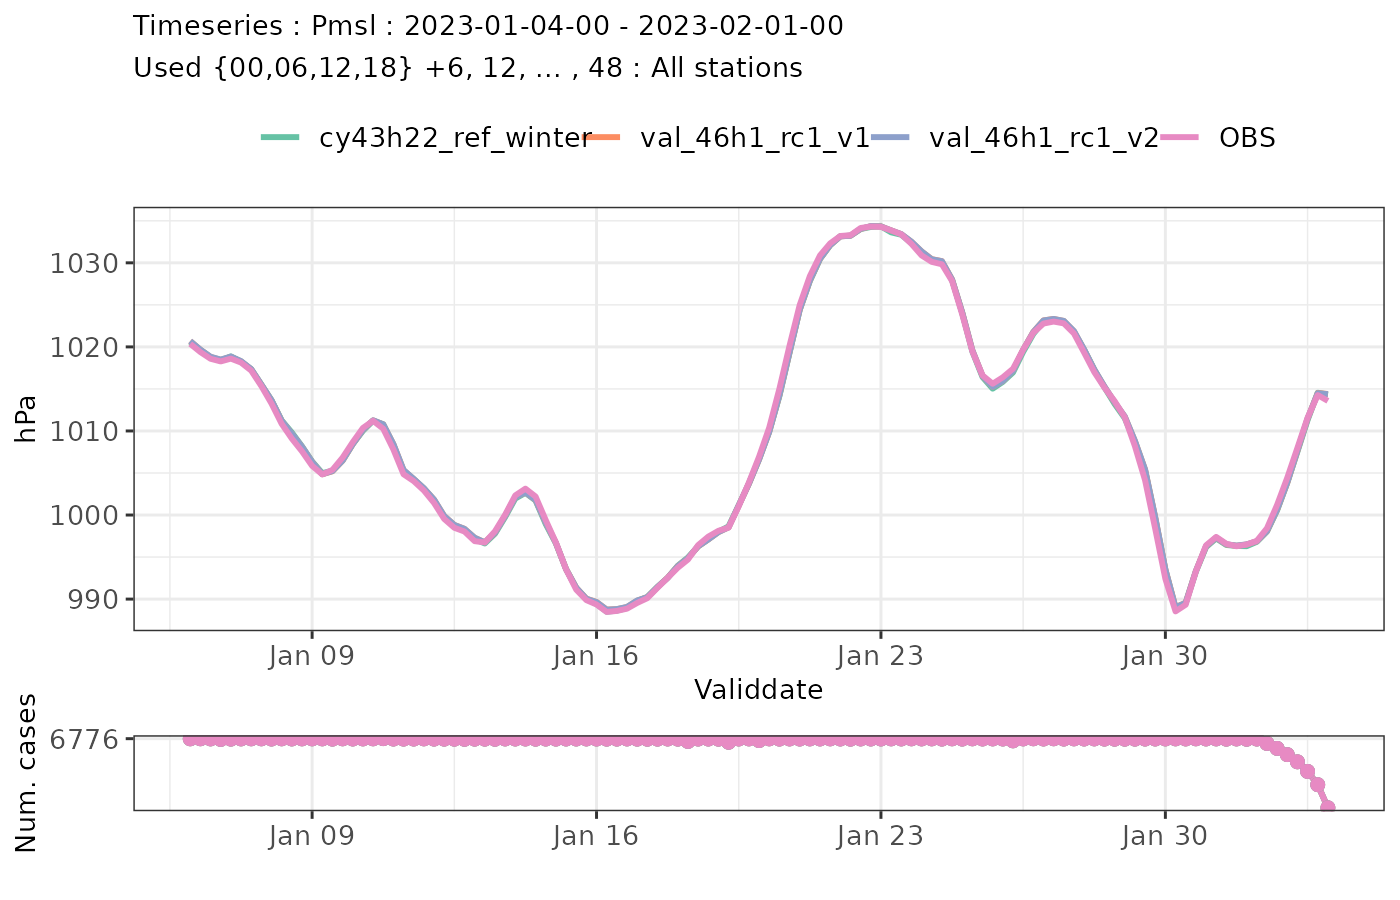 Timeseries : Pmsl : 2023-01-04-00 - 2023-02-01-00
Used {00,06,12,18} +6, 12, ... , 48 : All stations
cy43h22_ref_winter val_46h1_rc1_v1 val_46h1_rc1_v2 OBS
hPa
1030
1020
1010
1000
990
Jan 09 Jan 16 Jan 23 Jan 30
Validdate
Num. cases
6776
Jan 09 Jan 16 Jan 23 Jan 30